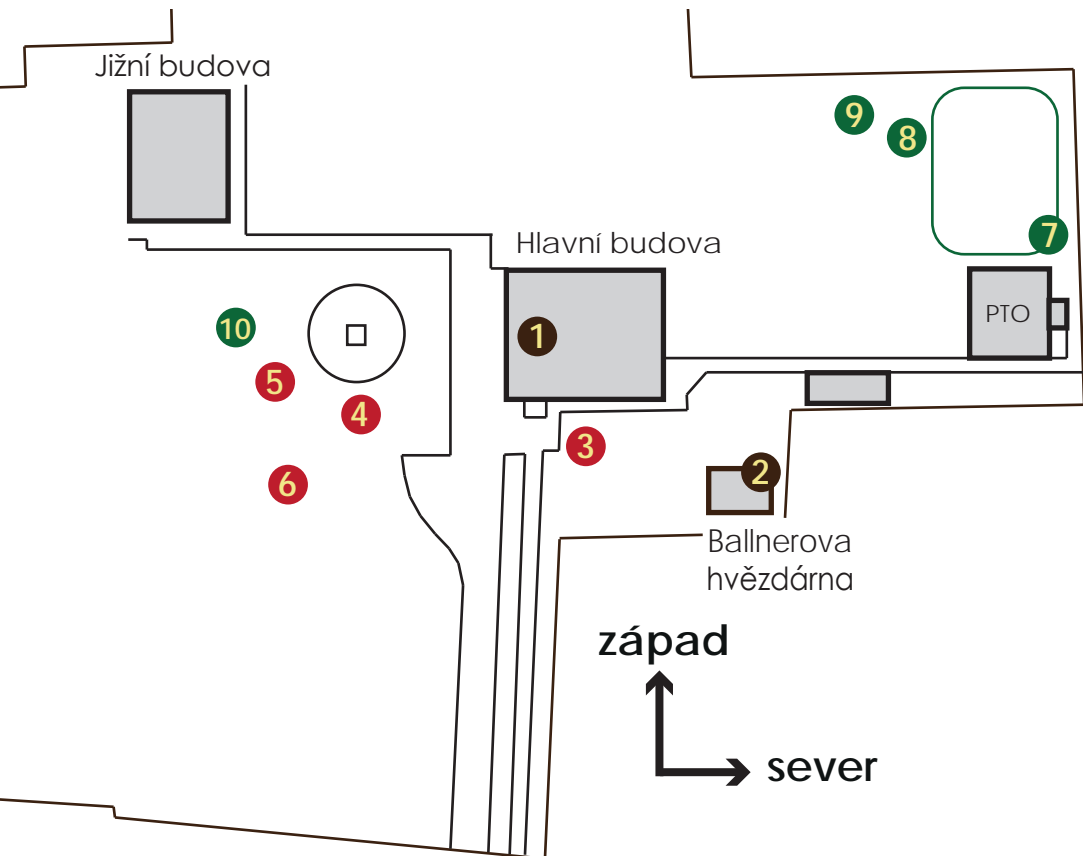 Jižní budova
9
8
7
Hlavní budova
PTO
10
1
5
4
3
6
2
Ballnerova
hvězdárna
západ
sever